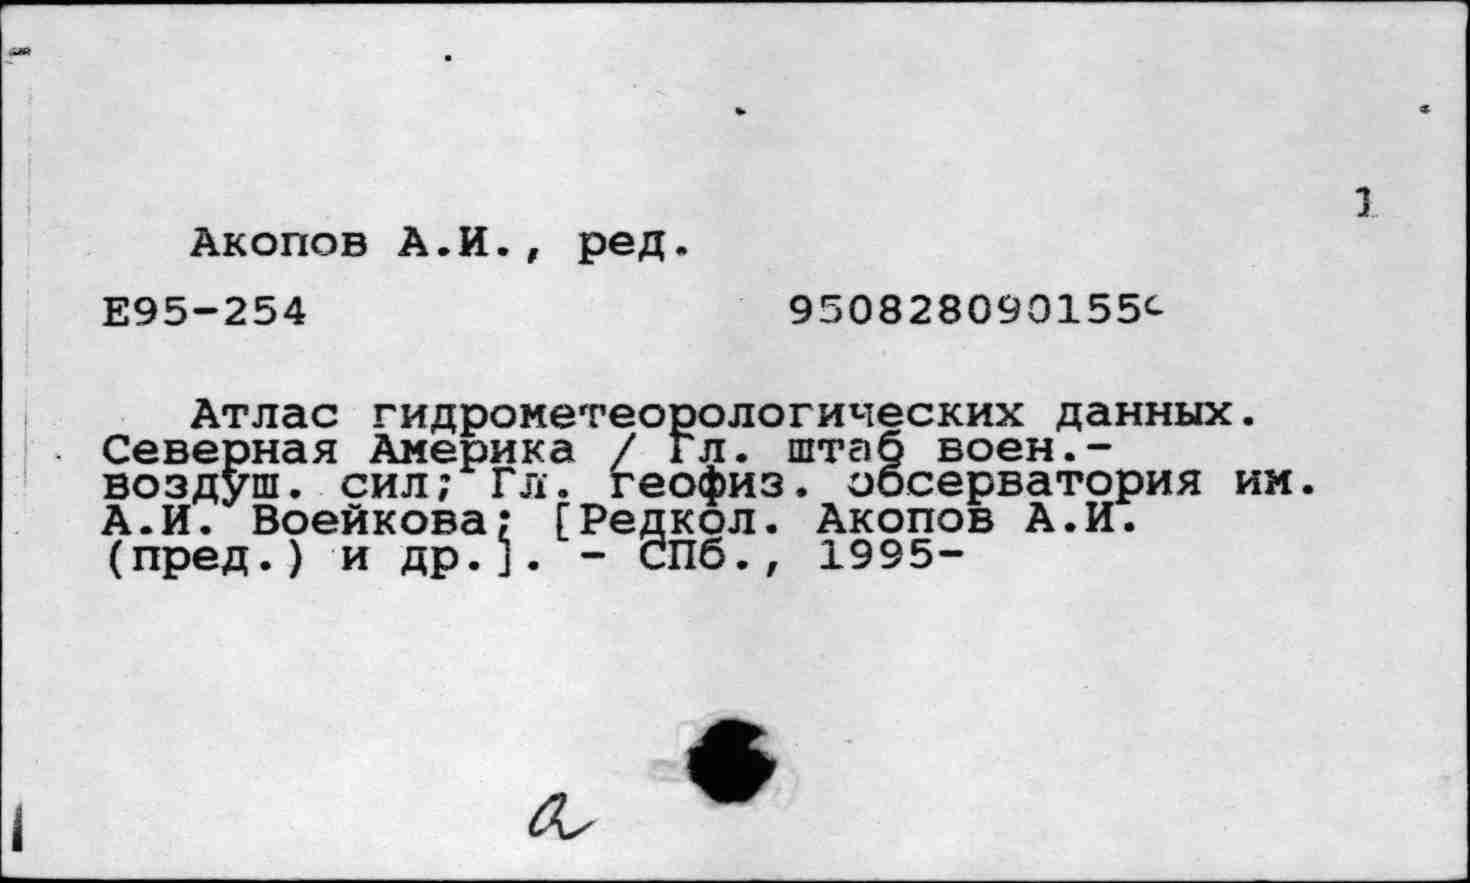 1
Акопов А.И., ред.
Е95-254 950828090155с
Атлас гидрометеорологических данных.
Северная Америка / Гл. штаб воен.-
воздуш. сил; Гл. геофиз. обсерватория им.
А.И. Воейкова; [Редкол. Акопов А.И.
(пред.) и др.]. - СПб., 1995-
а